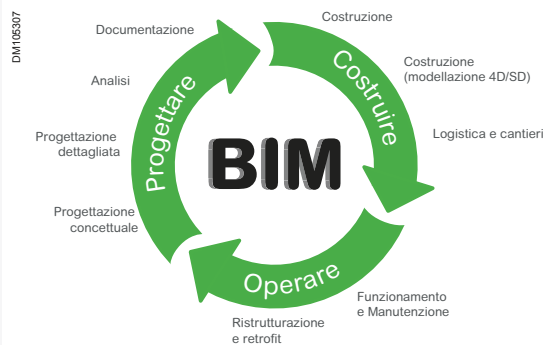 DM105307
Documentazione
Analisi
Progettazione
dettagliata
Progettazione
concettuale
Progettare
BIM
Costruzione
Costruzione
(modellazione 4D/SD)
Logistica e cantieri
Costruire
Funzionamento
e Manutenzione
Operare
Ristrutturazione
e retrofit